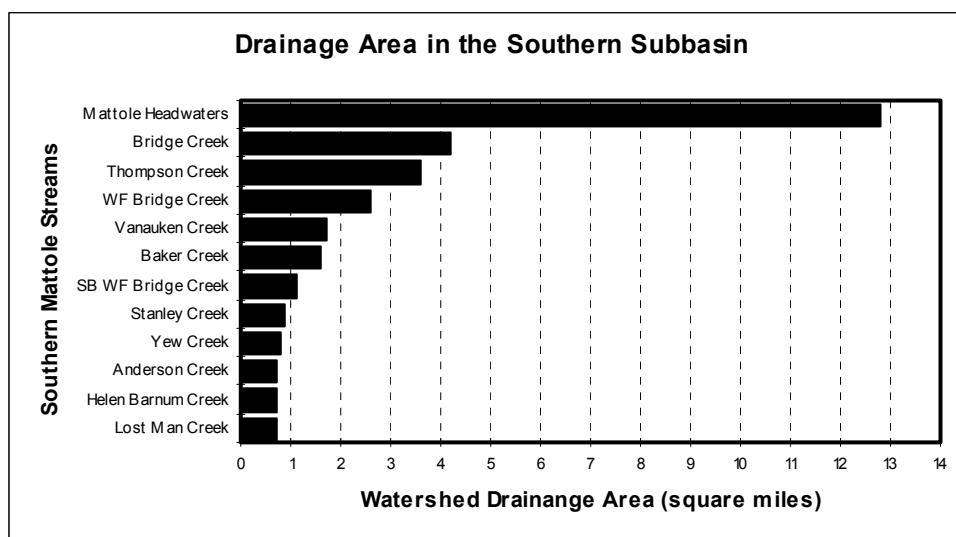 Drainage Area in the Southern Subbasin
Southern Mattole Streams
Mattole Headwaters
Bridge Creek
Thompson Creek
WF Bridge Creek
Vanauken Creek
Baker Creek
SB WF Bridge Creek
Stanley Creek
Yew Creek
Anderson Creek
Helen Barnum Creek
Lost Man Creek
0 1 2 3 4 5 6 7 8 9 10 11 12 13 14
Watershed Drainange Area (square miles)